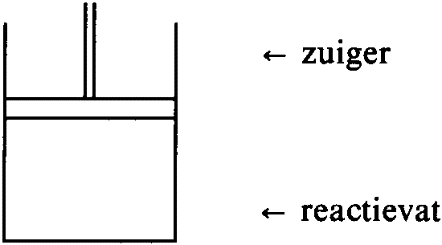 ← zuiger
← reactievat